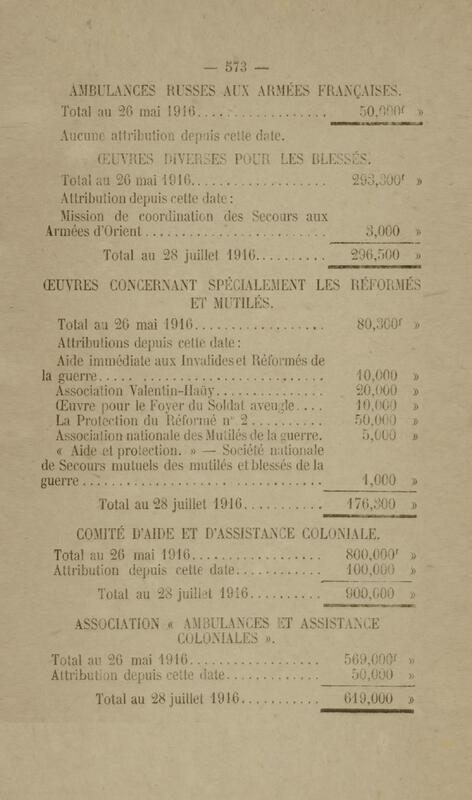 — 573 —
AMBULANCES RUSSES AUX ARMÉES FRANÇAISES.
Total au 26 mai 1916.................... 50,000ᶠ »
Aucune attribution depuis cette date.
ŒUVRES DIVERSES POUR LES BLESSÉS.
Total au 26 mai 1916.................... 293,300ᶠ »
Attribution depuis cette date :
Mission de coordination des Secours aux
Armées d'Orient........................... 3,000 »
Total au 28 juillet 1916.......... 296,500 »
ŒUVRES CONCERNANT SPÉCIALEMENT LES RÉFORMÉS
ET MUTILÉS.
Total au 26 mai 1916.................... 80,300ᶠ »
Attributions depuis cette date :
Aide immédiate aux Invalides et Réformés de
la guerre.................................. 10,000 »
Association Valentin-Haüy................ 20,000 »
Œuvre pour le Foyer du Soldat aveugle.... 10,000 »
La Protection du Réformé n° 2........... 50,000 »
Association nationale des Mutilés de la guerre. 5,000 »
« Aide et protection. » — Société nationale
de Secours mutuels des mutilés et blessés de la
guerre.................................... 1,000 »
Total au 28 juillet 1916........... 176,300 »
COMITÉ D'AIDE ET D'ASSISTANCE COLONIALE.
Total au 26 mai 1916.................... 800,000ᶠ »
Attribution depuis cette date............ 100,000 »
Total au 28 juillet 1916.......... 900,000 »
ASSOCIATION « AMBULANCES ET ASSISTANCE
COLONIALES ».
Total au 26 mai 1916.................... 569,000ᶠ »
Attribution depuis cette date............. 50,000 »
Total au 28 juillet 1916........... 619,000 »